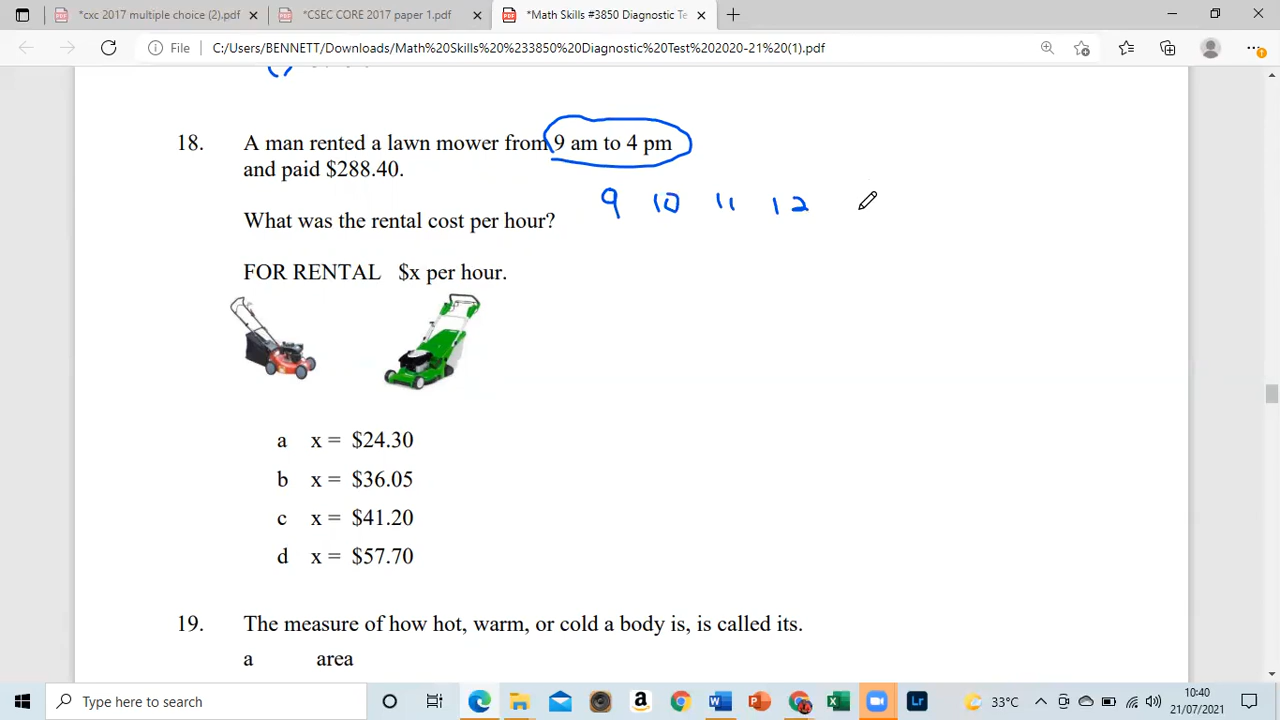 *cxc 2017 multiple choice (2).pdf
*CSEC CORE 2017 paper 1.pdf
*Math Skills #3850 Diagnostic Te
File
C:/Users/BENNETT/Downloads/Math%20Skills%20%233850%20Diagnostic%20Test%202020-21%20(1).pdf
18. A man rented a lawn mower from 9 am to 4 pm
and paid $288.40.
9 10 11 12
What was the rental cost per hour?
FOR RENTAL $x per hour.
a x = $24.30
b x = $36.05
c x = $41.20
d x = $57.70
19. The measure of how hot, warm, or cold a body is, is called its.
a area
Type here to search
Lr
33°C
10:40
21/07/2021